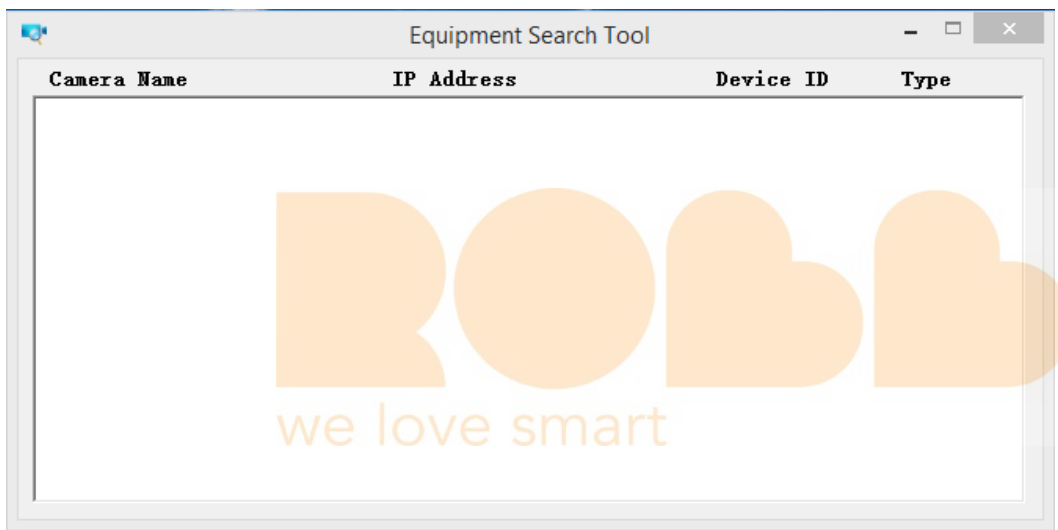 Equipment Search Tool
Camera Name IP Address Device ID Type
ROBB
we love smart